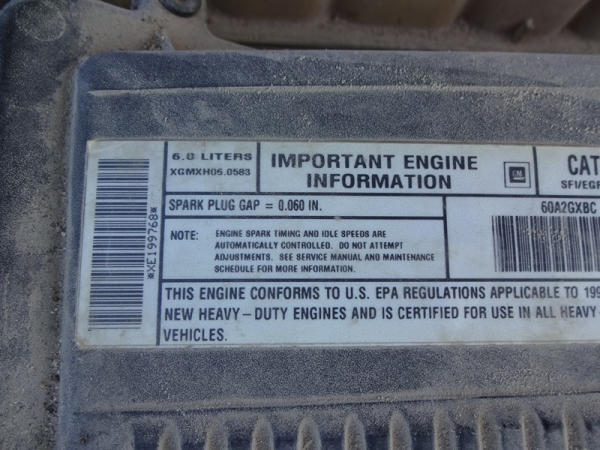 6.0 LITERS
XGMXH06.0583
IMPORTANT ENGINE
INFORMATION
GM
CAT
SFI/EGR
SPARK PLUG GAP = 0.060 IN.
60A2GXBC
NOTE: ENGINE SPARK TIMING AND IDLE SPEEDS ARE
AUTOMATICALLY CONTROLLED. DO NOT ATTEMPT
ADJUSTMENTS. SEE SERVICE MANUAL AND MAINTENANCE
SCHEDULE FOR MORE INFORMATION.
*XE199768*
THIS ENGINE CONFORMS TO U.S. EPA REGULATIONS APPLICABLE TO 199
NEW HEAVY-DUTY ENGINES AND IS CERTIFIED FOR USE IN ALL HEAVY-
VEHICLES.